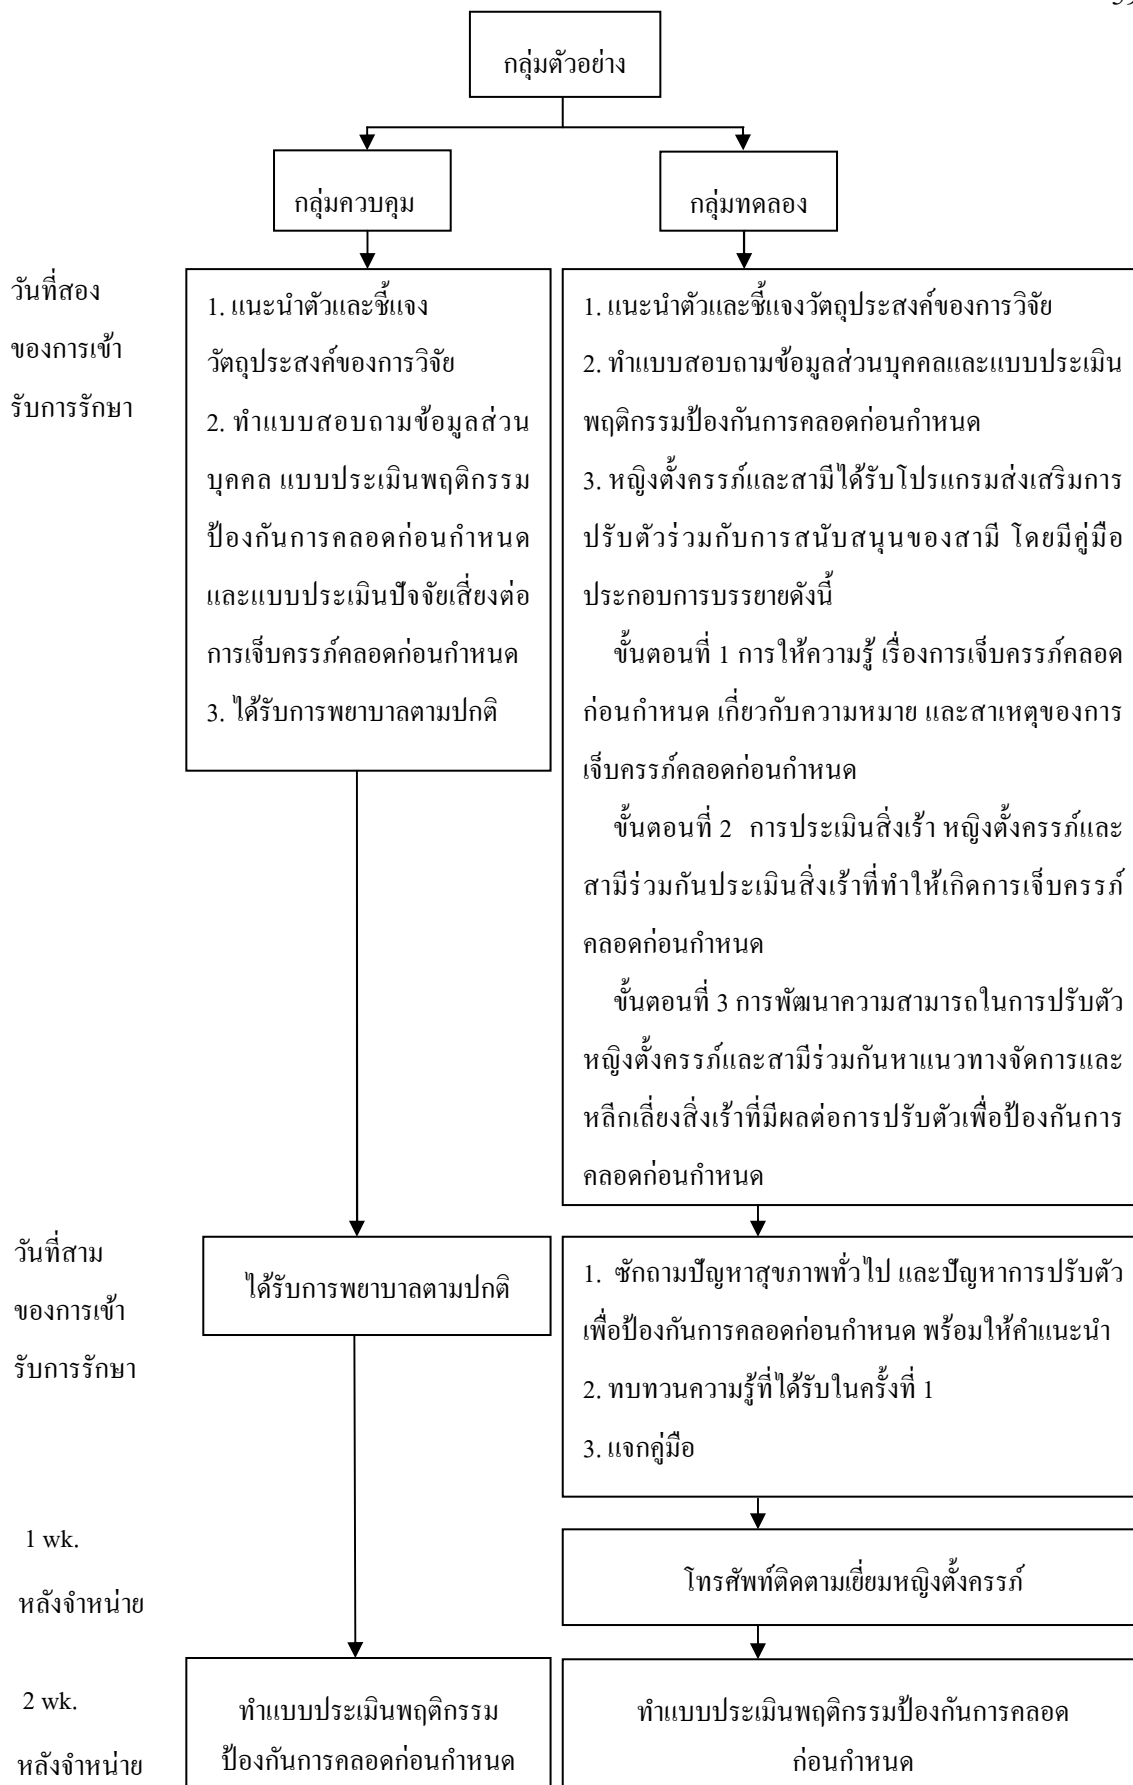 กลุ่มตัวอย่าง
กลุ่มควบคุม
กลุ่มทดลอง
วันที่สอง
ของการเข้า
รับการรักษา
1. แนะนำตัวและชี้แจง
วัตถุประสงค์ของการวิจัย
2. ทำแบบสอบถามข้อมูลส่วน
บุคคล แบบประเมินพฤติกรรม
ป้องกันการคลอดก่อนกำหนด
และแบบประเมินปัจจัยเสี่ยงต่อ
การเจ็บครรภ์คลอดก่อนกำหนด
3. ได้รับการพยาบาลตามปกติ
1. แนะนำตัวและชี้แจงวัตถุประสงค์ของการวิจัย
2. ทำแบบสอบถามข้อมูลส่วนบุคคลและแบบประเมิน
พฤติกรรมป้องกันการคลอดก่อนกำหนด
3. หญิงตั้งครรภ์และสามีได้รับโปรแกรมส่งเสริมการ
ปรับตัวร่วมกับการสนับสนุนของสามี โดยมีคู่มือ
ประกอบการบรรยายดังนี้
ขั้นตอนที่ 1 การให้ความรู้ เรื่องการเจ็บครรภ์คลอด
ก่อนกำหนด เกี่ยวกับความหมาย และสาเหตุของการ
เจ็บครรภ์คลอดก่อนกำหนด
ขั้นตอนที่ 2 การประเมินสิ่งเร้า หญิงตั้งครรภ์และ
สามีร่วมกันประเมินสิ่งเร้าที่ทำให้เกิดการเจ็บครรภ์
คลอดก่อนกำหนด
ขั้นตอนที่ 3 การพัฒนาความสามารถในการปรับตัว
หญิงตั้งครรภ์และสามีร่วมกันหาแนวทางจัดการและ
หลีกเลี่ยงสิ่งเร้าที่มีผลต่อการปรับตัวเพื่อป้องกันการ
คลอดก่อนกำหนด
วันที่สาม
ของการเข้า
รับการรักษา
ได้รับการพยาบาลตามปกติ
1. ซักถามปัญหาสุขภาพทั่วไป และปัญหาการปรับตัว
เพื่อป้องกันการคลอดก่อนกำหนด พร้อมให้คำแนะนำ
2. ทบทวนความรู้ที่ได้รับในครั้งที่ 1
3. แจกคู่มือ
1 wk.
หลังจำหน่าย
โทรศัพท์ติดตามเยี่ยมหญิงตั้งครรภ์
2 wk.
หลังจำหน่าย
ทำแบบประเมินพฤติกรรม
ป้องกันการคลอดก่อนกำหนด
ทำแบบประเมินพฤติกรรมป้องกันการคลอด
ก่อนกำหนด